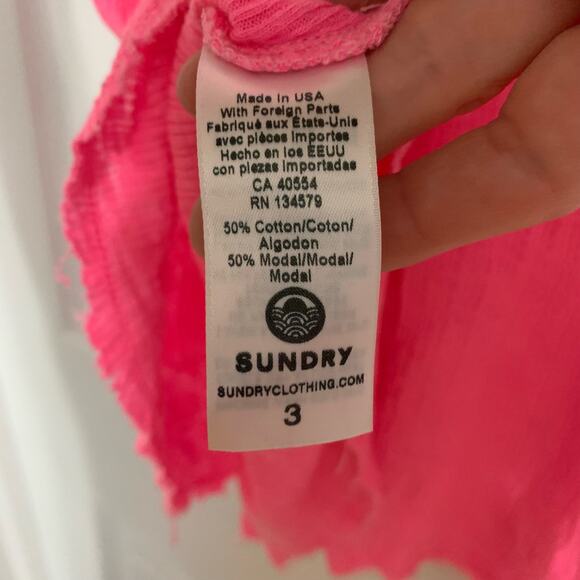 Made in USA
With Foreign Parts
Fabriqué aux États-Unis
avec pièces importes
Hecho en los EEUU
con piezas importadas
CA 40554
RN 134579
50% Cotton/Coton/
Algodon
50% Modal/Modal/
Modal
SUNDRY
SUNDRYCLOTHING.COM
3